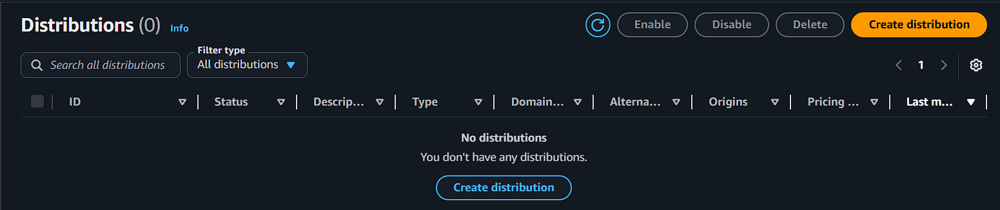 Distributions (0) Info Enable Disable Delete Create distribution
Filter type
Search all distributions All distributions 1
ID Status Descrip... Type Domain... Alterna... Origins Pricing ... Last m...
No distributions
You don't have any distributions.
Create distribution